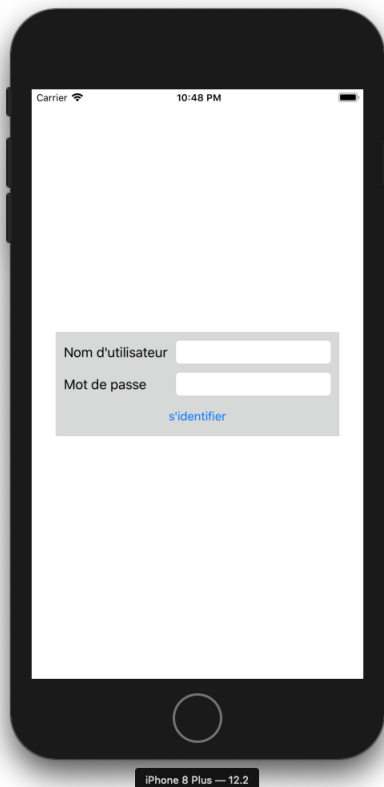 Carrier 10:48 PM
Nom d'utilisateur
Mot de passe
s'identifier
iPhone 8 Plus — 12.2